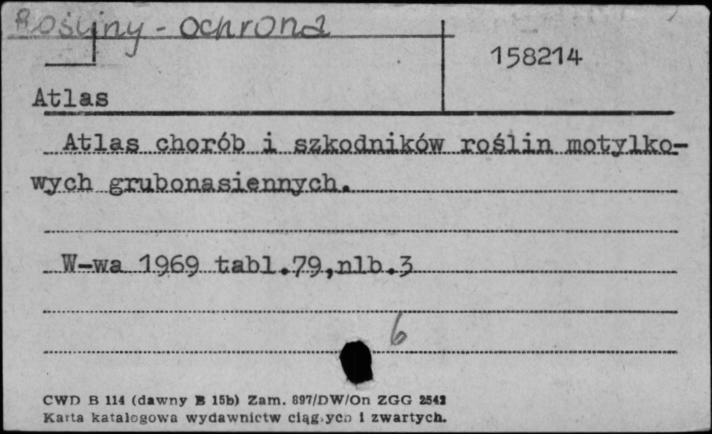 Rośliny - ochrona
158214
Atlas
Atlas chorób i szkodników roślin motylko-
wych grubonasiennych.
W-wa 1969 tabl.79,nlb.3
6
CWD B 114 (dawny B 15b) Zam. 897/DW/On ZGG 2542
Karta katalogowa wydawnictw ciągłych i zwartych.